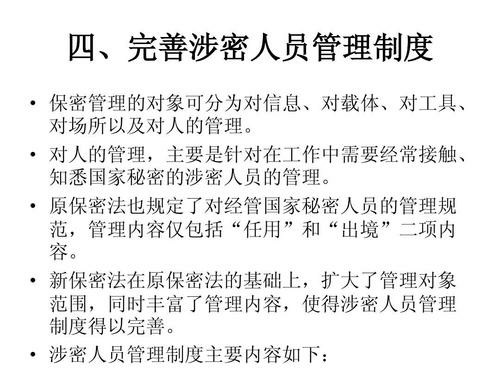 四、完善涉密人员管理制度
• 保密管理的对象可分为对信息、对载体、对工具、
对场所以及对人的管理。
• 对人的管理，主要是针对在工作中需要经常接触、
知悉国家秘密的涉密人员的管理。
• 原保密法也规定了对经管国家秘密人员的管理规
范，管理内容仅包括“任用”和“出境”二项内
容。
• 新保密法在原保密法的基础上，扩大了管理对象
范围，同时丰富了管理内容，使得涉密人员管理
制度得以完善。
• 涉密人员管理制度主要内容如下：